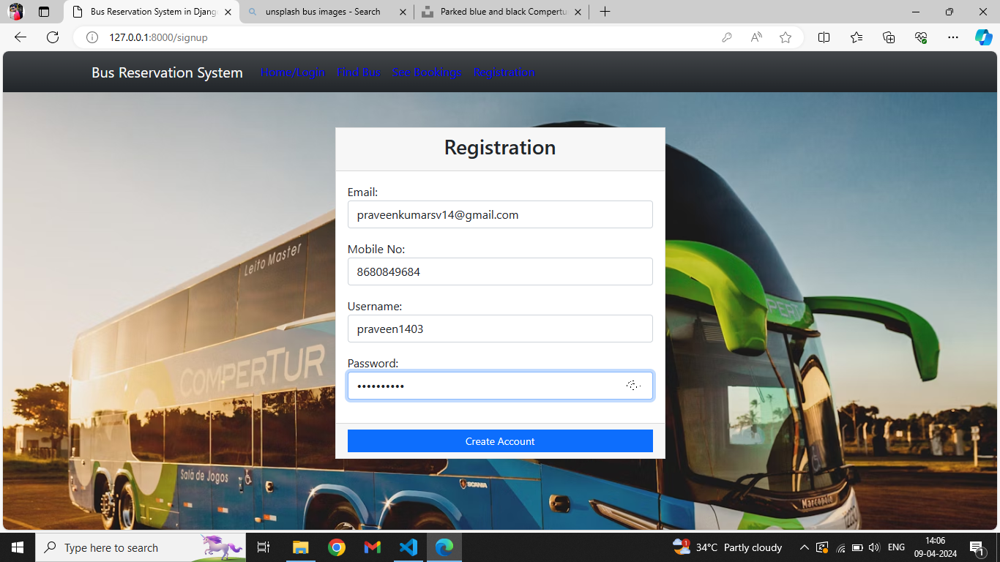 Bus Reservation System in Djang
unsplash bus images - Search
Parked blue and black Compertu
127.0.0.1:8000/signup
Bus Reservation System
Home/Login
Find Bus
See Bookings
Registration
Registration
Email:
praveenkumarsv14@gmail.com
Mobile No:
8680849684
Username:
praveen1403
Password:
••••••••••
Create Account
Leito Master
COMPERTUR
Salã de Jogos
SCANIA
Marcopolo
Type here to search
1
34°C Partly cloudy
ENG
14:06
09-04-2024
1